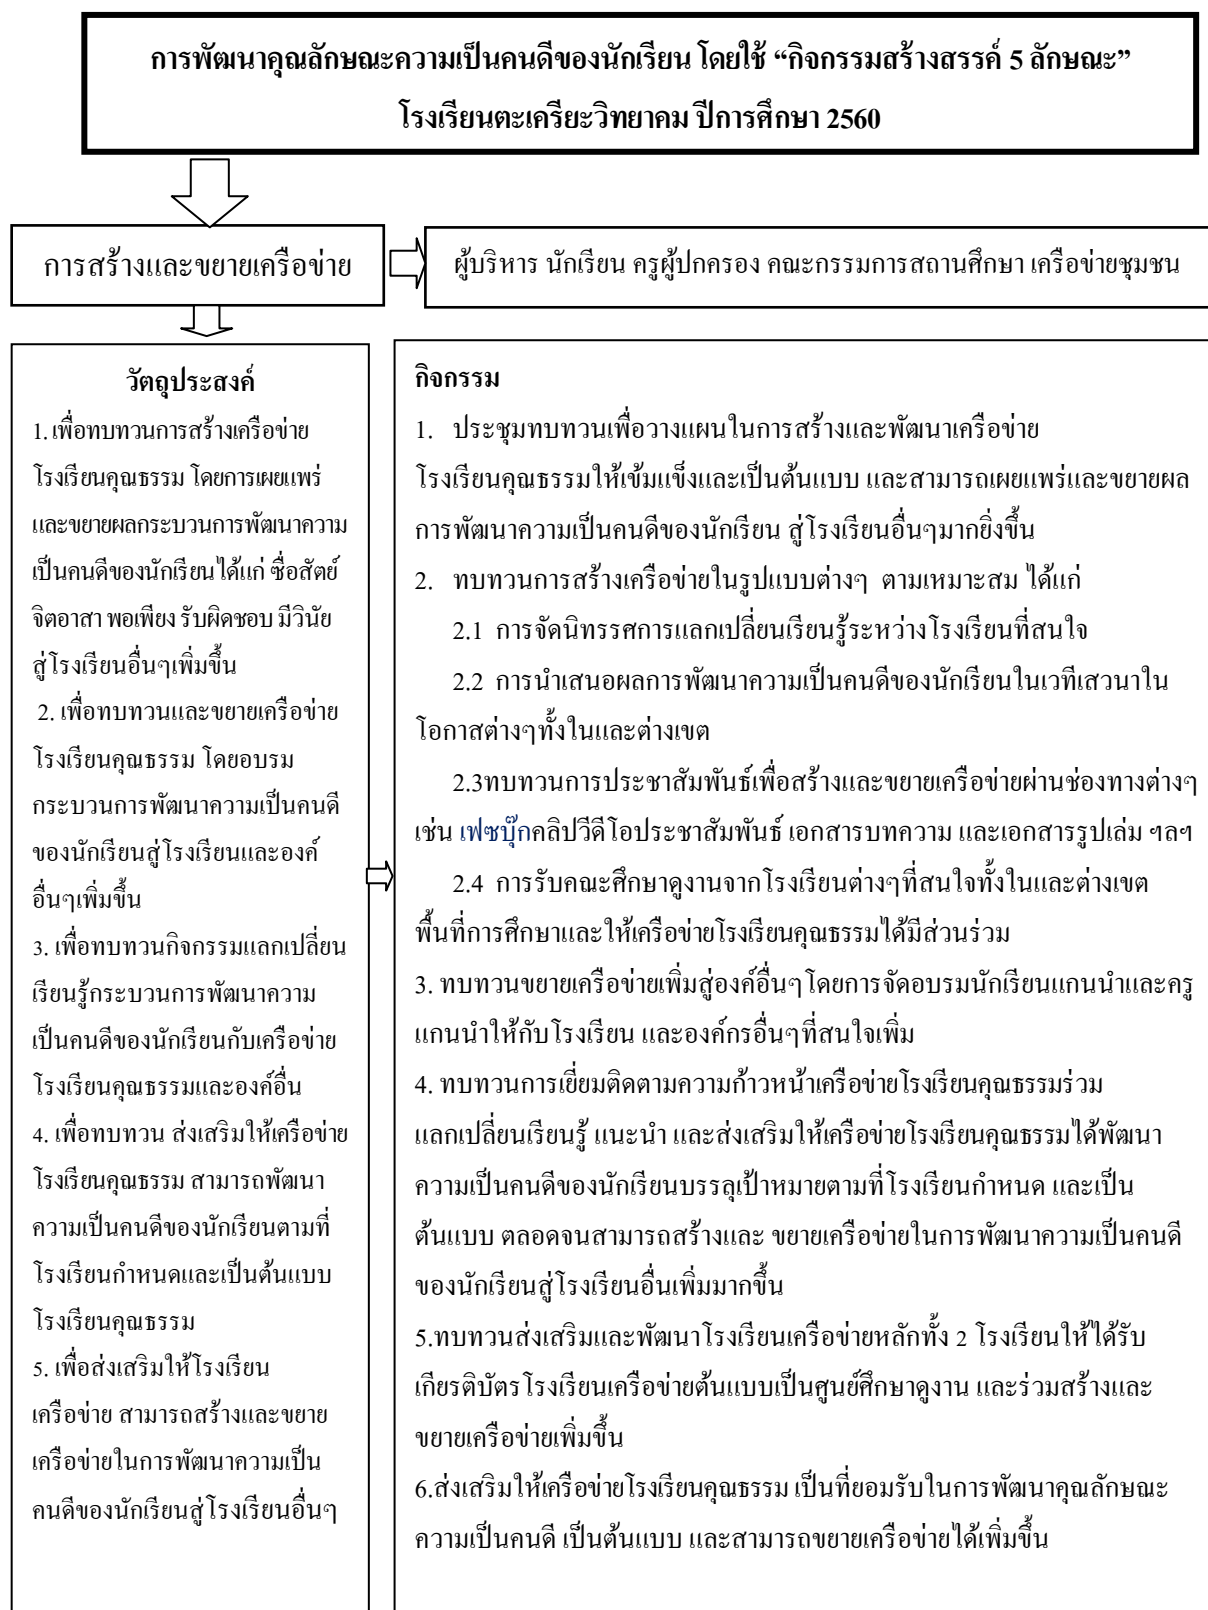 การพัฒนาคุณลักษณะความเป็นคนดีของนักเรียน โดยใช้ “กิจกรรมสร้างสรรค์ 5 ลักษณะ”
โรงเรียนตะเครียะวิทยาคม ปีการศึกษา 2560
การสร้างและขยายเครือข่าย
ผู้บริหาร นักเรียน ครูผู้ปกครอง คณะกรรมการสถานศึกษา เครือข่ายชุมชน
วัตถุประสงค์
1. เพื่อทบทวนการสร้างเครือข่าย
โรงเรียนคุณธรรม โดยการเผยแพร่
และขยายผลกระบวนการพัฒนาความ
เป็นคนดีของนักเรียนได้แก่ ซื่อสัตย์
จิตอาสา พอเพียง รับผิดชอบ มีวินัย
สู่โรงเรียนอื่นๆเพิ่มขึ้น
2. เพื่อทบทวนและขยายเครือข่าย
โรงเรียนคุณธรรม โดยอบรม
กระบวนการพัฒนาความเป็นคนดี
ของนักเรียนสู่โรงเรียนและองค์
อื่นๆเพิ่มขึ้น
3. เพื่อทบทวนกิจกรรมแลกเปลี่ยน
เรียนรู้กระบวนการพัฒนาความ
เป็นคนดีของนักเรียนกับเครือข่าย
โรงเรียนคุณธรรมและองค์อื่น
4. เพื่อทบทวน ส่งเสริมให้เครือข่าย
โรงเรียนคุณธรรม สามารถพัฒนา
ความเป็นคนดีของนักเรียนตามที่
โรงเรียนกำหนดและเป็นต้นแบบ
โรงเรียนคุณธรรม
5. เพื่อส่งเสริมให้โรงเรียน
เครือข่าย สามารถสร้างและขยาย
เครือข่ายในการพัฒนาความเป็น
คนดีของนักเรียนสู่โรงเรียนอื่นๆ
กิจกรรม
1. ประชุมทบทวนเพื่อวางแผนในการสร้างและพัฒนาเครือข่าย
โรงเรียนคุณธรรมให้เข้มแข็งและเป็นต้นแบบ และสามารถเผยแพร่และขยายผล
การพัฒนาความเป็นคนดีของนักเรียน สู่โรงเรียนอื่นๆมากยิ่งขึ้น
2. ทบทวนการสร้างเครือข่ายในรูปแบบต่างๆ ตามเหมาะสม ได้แก่
2.1 การจัดนิทรรศการแลกเปลี่ยนเรียนรู้ระหว่างโรงเรียนที่สนใจ
2.2 การนำเสนอผลการพัฒนาความเป็นคนดีของนักเรียนในเวทีเสวนาใน
โอกาสต่างๆทั้งในและต่างเขต
2.3ทบทวนการประชาสัมพันธ์เพื่อสร้างและขยายเครือข่ายผ่านช่องทางต่างๆ
เช่น เฟซบุ๊กคลิปวีดีโอประชาสัมพันธ์ เอกสารบทความ และเอกสารรูปเล่ม ฯลฯ
2.4 การรับคณะศึกษาดูงานจากโรงเรียนต่างๆที่สนใจทั้งในและต่างเขต
พื้นที่การศึกษาและให้เครือข่ายโรงเรียนคุณธรรมได้มีส่วนร่วม
3. ทบทวนขยายเครือข่ายเพิ่มสู่องค์อื่นๆโดยการจัดอบรมนักเรียนแกนนำและครู
แกนนำให้กับโรงเรียน และองค์กรอื่นๆที่สนใจเพิ่ม
4. ทบทวนการเยี่ยมติดตามความก้าวหน้าเครือข่ายโรงเรียนคุณธรรมร่วม
แลกเปลี่ยนเรียนรู้ แนะนำ และส่งเสริมให้เครือข่ายโรงเรียนคุณธรรมได้พัฒนา
ความเป็นคนดีของนักเรียนบรรลุเป้าหมายตามที่โรงเรียนกำหนด และเป็น
ต้นแบบ ตลอดจนสามารถสร้างและ ขยายเครือข่ายในการพัฒนาความเป็นคนดี
ของนักเรียนสู่โรงเรียนอื่นเพิ่มมากขึ้น
5.ทบทวนส่งเสริมและพัฒนาโรงเรียนเครือข่ายหลักทั้ง 2 โรงเรียนให้ได้รับ
เกียรติบัตรโรงเรียนเครือข่ายต้นแบบเป็นศูนย์ศึกษาดูงาน และร่วมสร้างและ
ขยายเครือข่ายเพิ่มขึ้น
6.ส่งเสริมให้เครือข่ายโรงเรียนคุณธรรม เป็นที่ยอมรับในการพัฒนาคุณลักษณะ
ความเป็นคนดี เป็นต้นแบบ และสามารถขยายเครือข่ายได้เพิ่มขึ้น